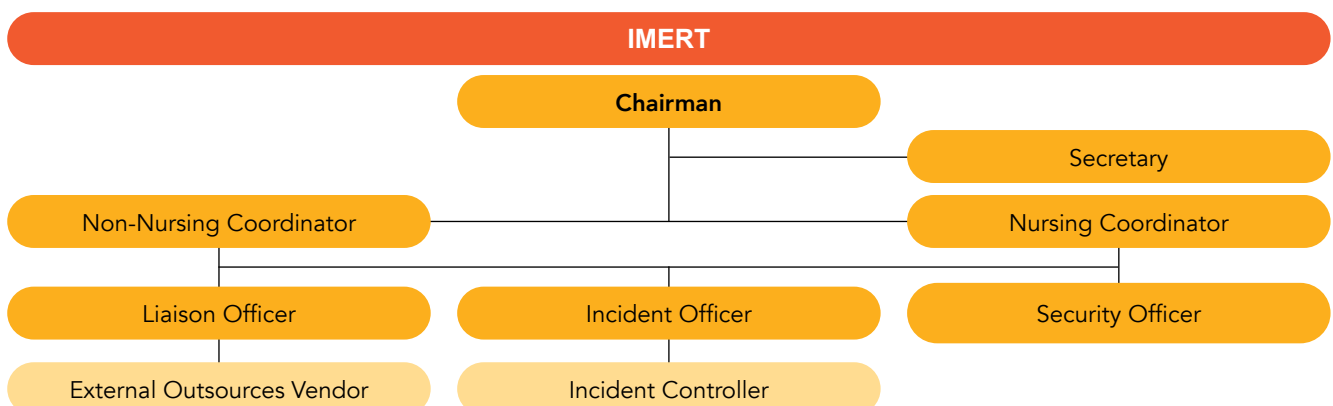 IMERT
Chairman
Secretary
Non-Nursing Coordinator
Nursing Coordinator
Liaison Officer
Incident Officer
Security Officer
External Outsources Vendor
Incident Controller